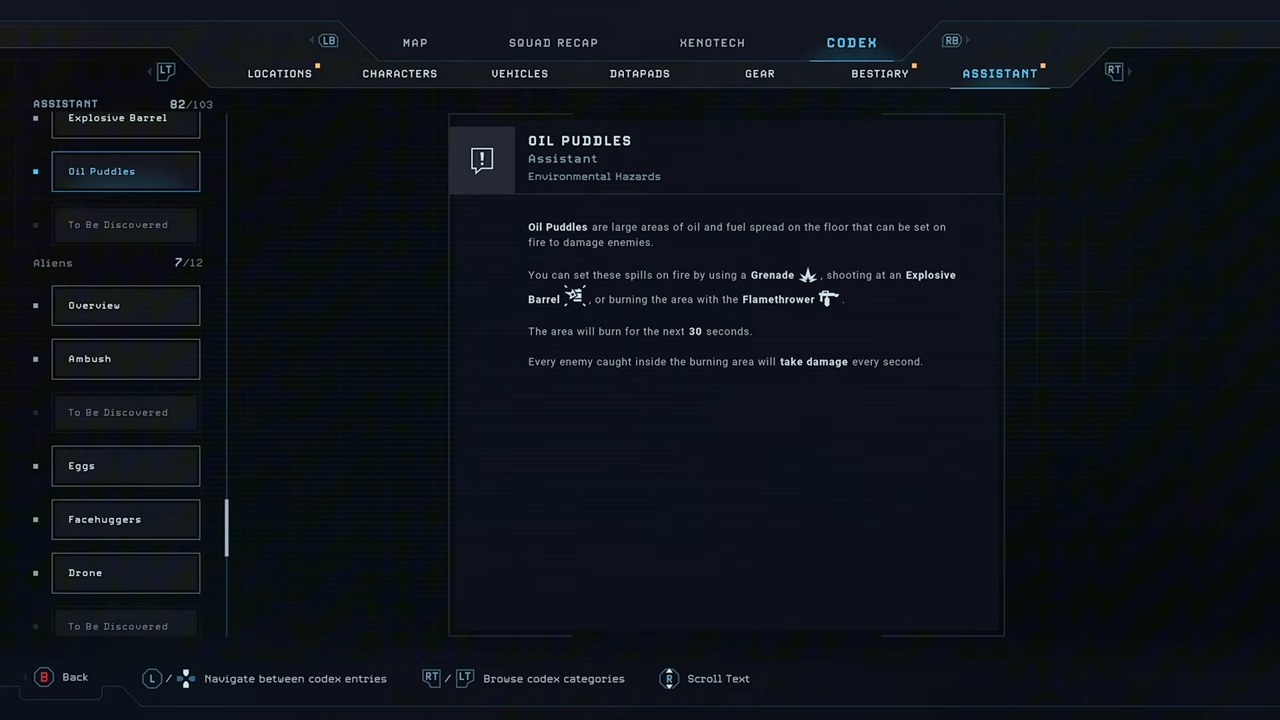 LB
MAP
SQUAD RECAP
XENOTECH
CODEX
RB
LT
LOCATIONS
CHARACTERS
VEHICLES
DATAPADS
GEAR
BESTIARY
ASSISTANT
RT
ASSISTANT 82/103
Explosive Barrel
Oil Puddles
To Be Discovered
Aliens 7/12
Overview
Ambush
To Be Discovered
Eggs
Facehuggers
Drone
To Be Discovered
OIL PUDDLES
Assistant
Environmental Hazards
Oil Puddles are large areas of oil and fuel spread on the floor that can be set on
fire to damage enemies.
You can set these spills on fire by using a Grenade , shooting at an Explosive
Barrel , or burning the area with the Flamethrower .
The area will burn for the next 30 seconds.
Every enemy caught inside the burning area will take damage every second.
B Back
L / Navigate between codex entries
RT / LT Browse codex categories
R Scroll Text